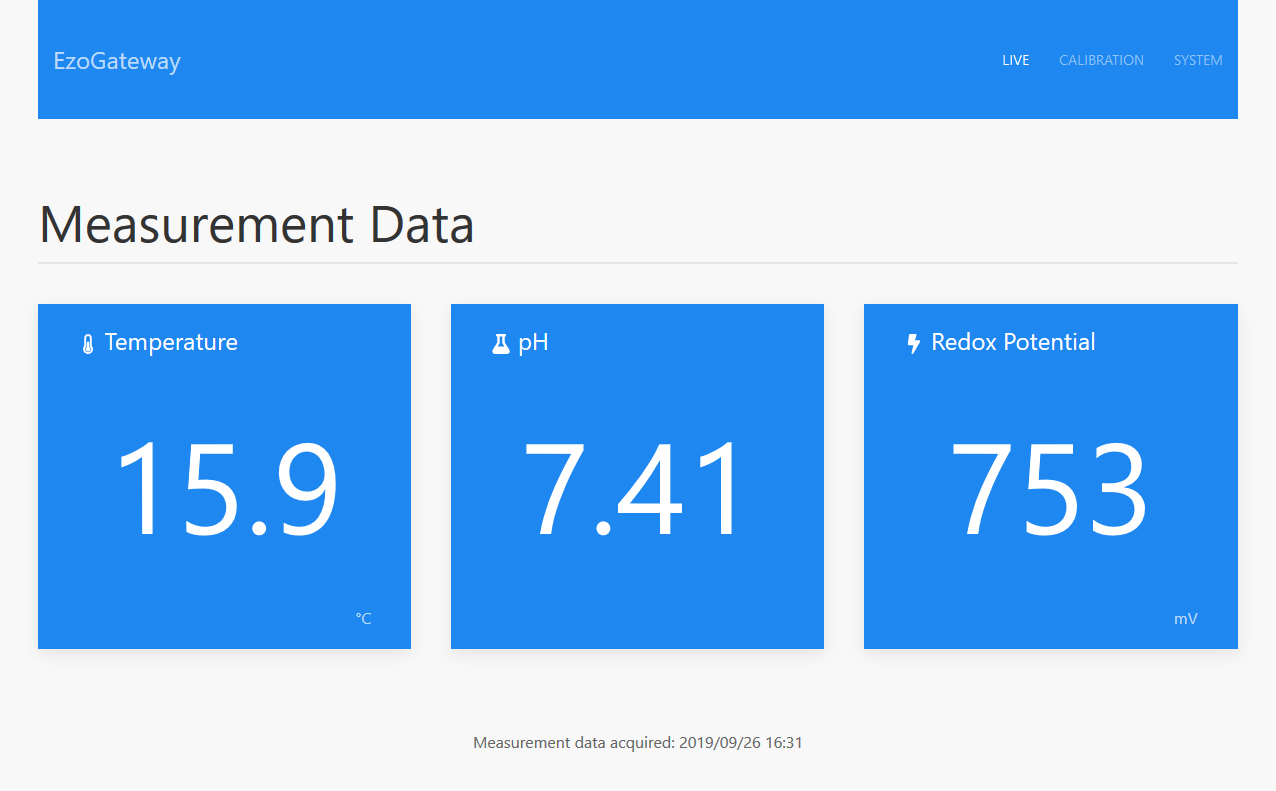 EzoGateway
LIVE CALIBRATION SYSTEM
Measurement Data
Temperature
15.9
°C
pH
7.41
Redox Potential
753
mV
Measurement data acquired: 2019/09/26 16:31